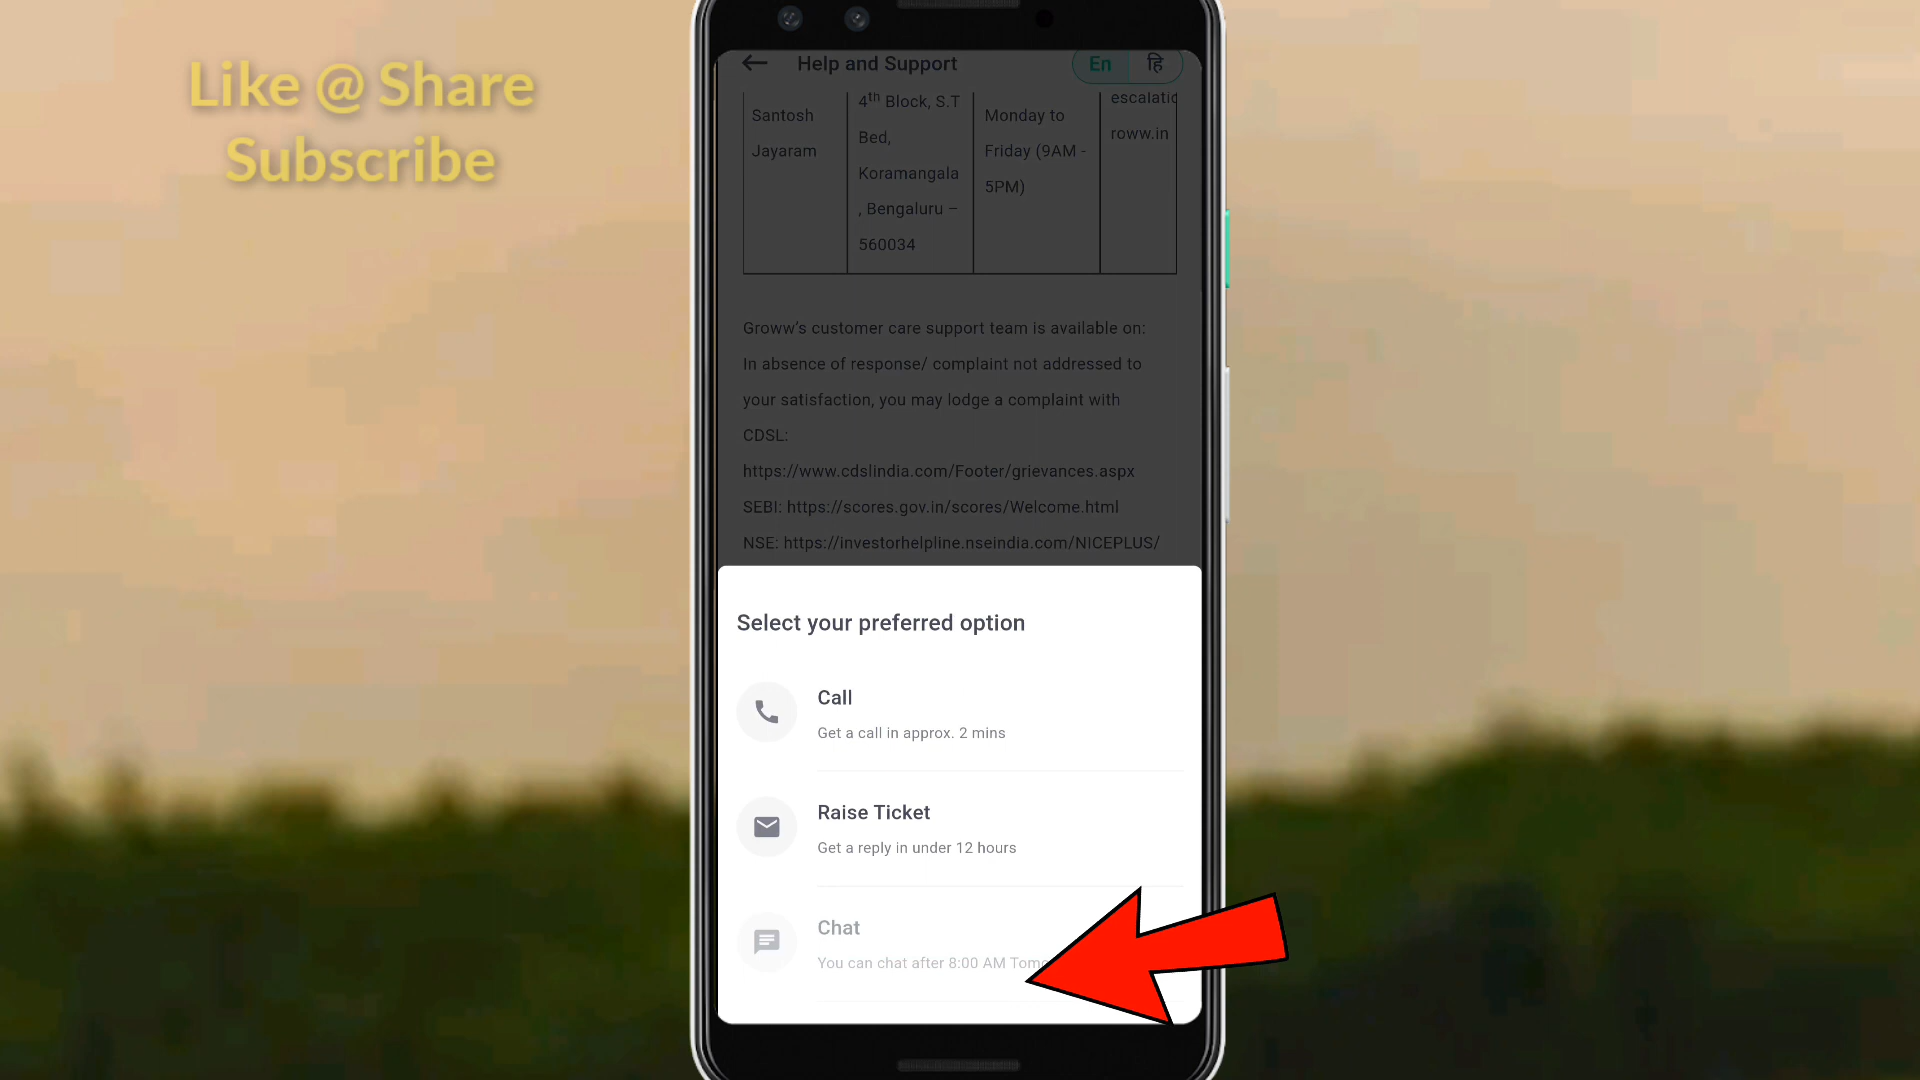 Like @ Share
Subscribe
Help and Support
En
हि
Santosh
Jayaram
4th Block, S.T
Bed,
Koramangala
, Bengaluru –
560034
Monday to
Friday (9AM -
5PM)
escalatic
roww.in
Groww's customer care support team is available on:
In absence of response/ complaint not addressed to
your satisfaction, you may lodge a complaint with
CDSL:
https://www.cdslindia.com/Footer/grievances.aspx
SEBI: https://scores.gov.in/scores/Welcome.html
NSE: https://investorhelpline.nseindia.com/NICEPLUS/
Select your preferred option
Call
Get a call in approx. 2 mins
Raise Ticket
Get a reply in under 12 hours
Chat
You can chat after 8:00 AM